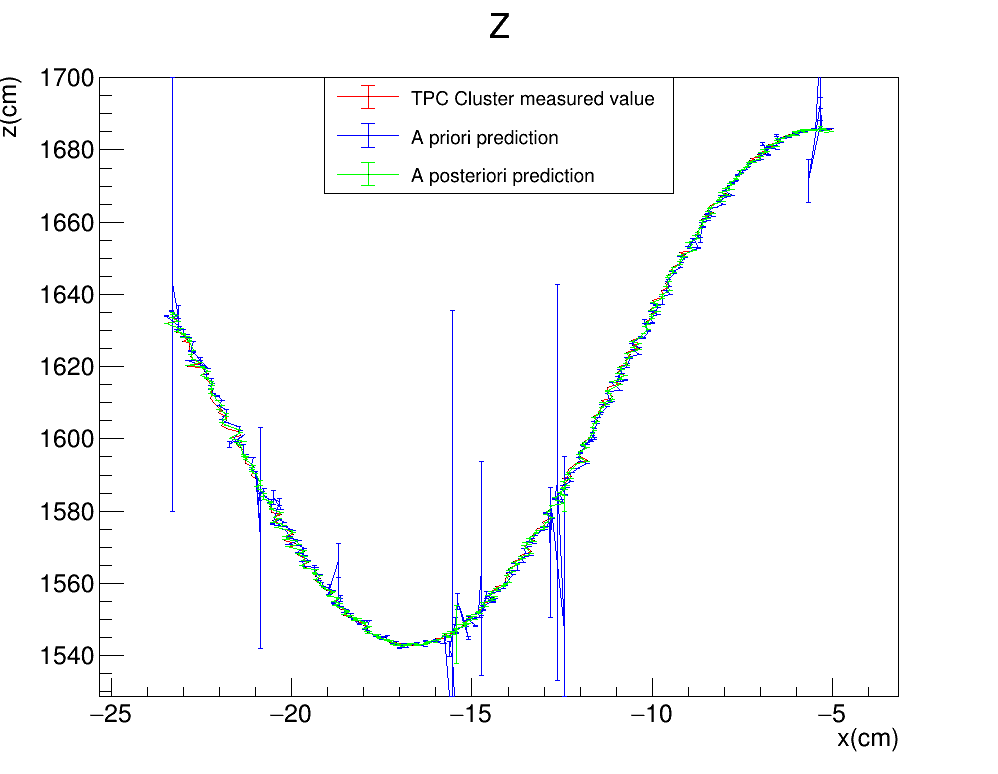 Z
z(cm)
1700
1680
1660
1640
1620
1600
1580
1560
1540
TPC Cluster measured value
A priori prediction
A posteriori prediction
−25 −20 −15 −10 −5
x(cm)